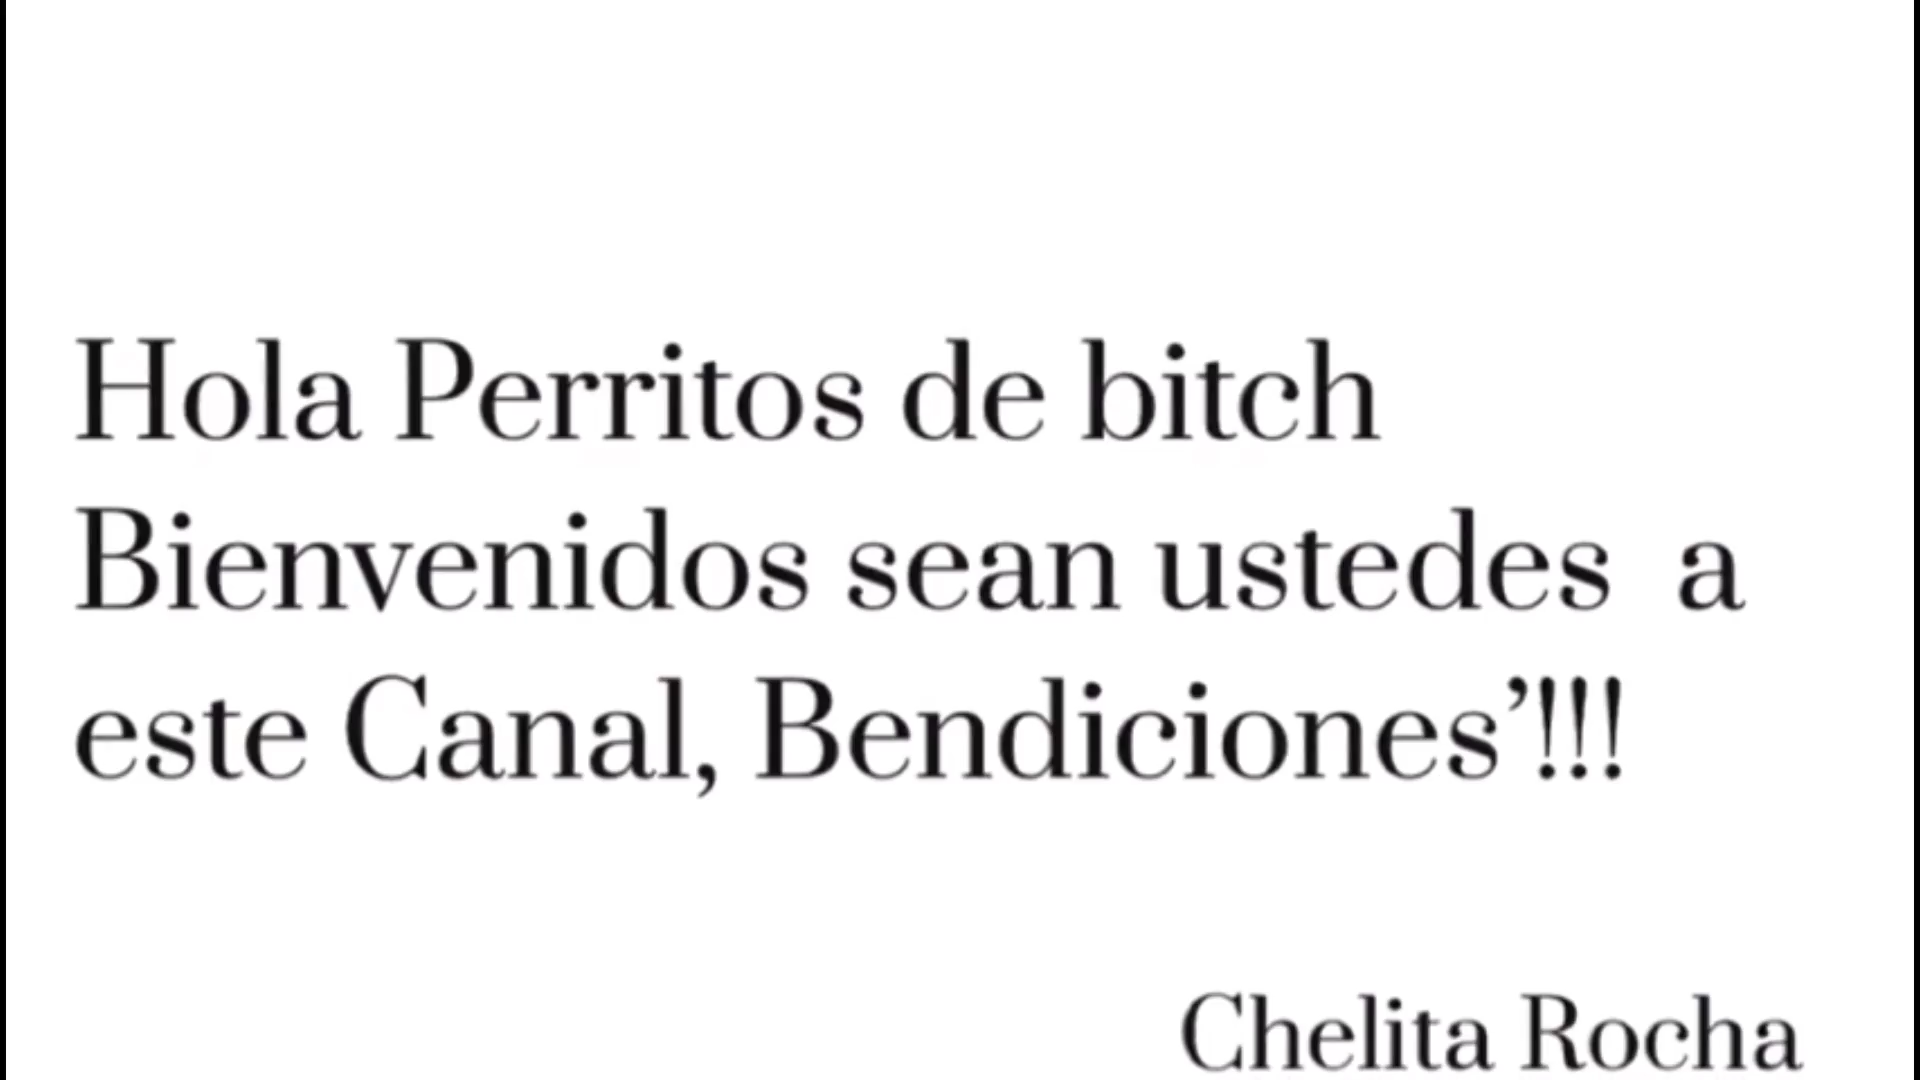 Hola Perritos de bitch
Bienvenidos sean ustedes  a
este Canal, Bendiciones’!!!
Chelita Rocha